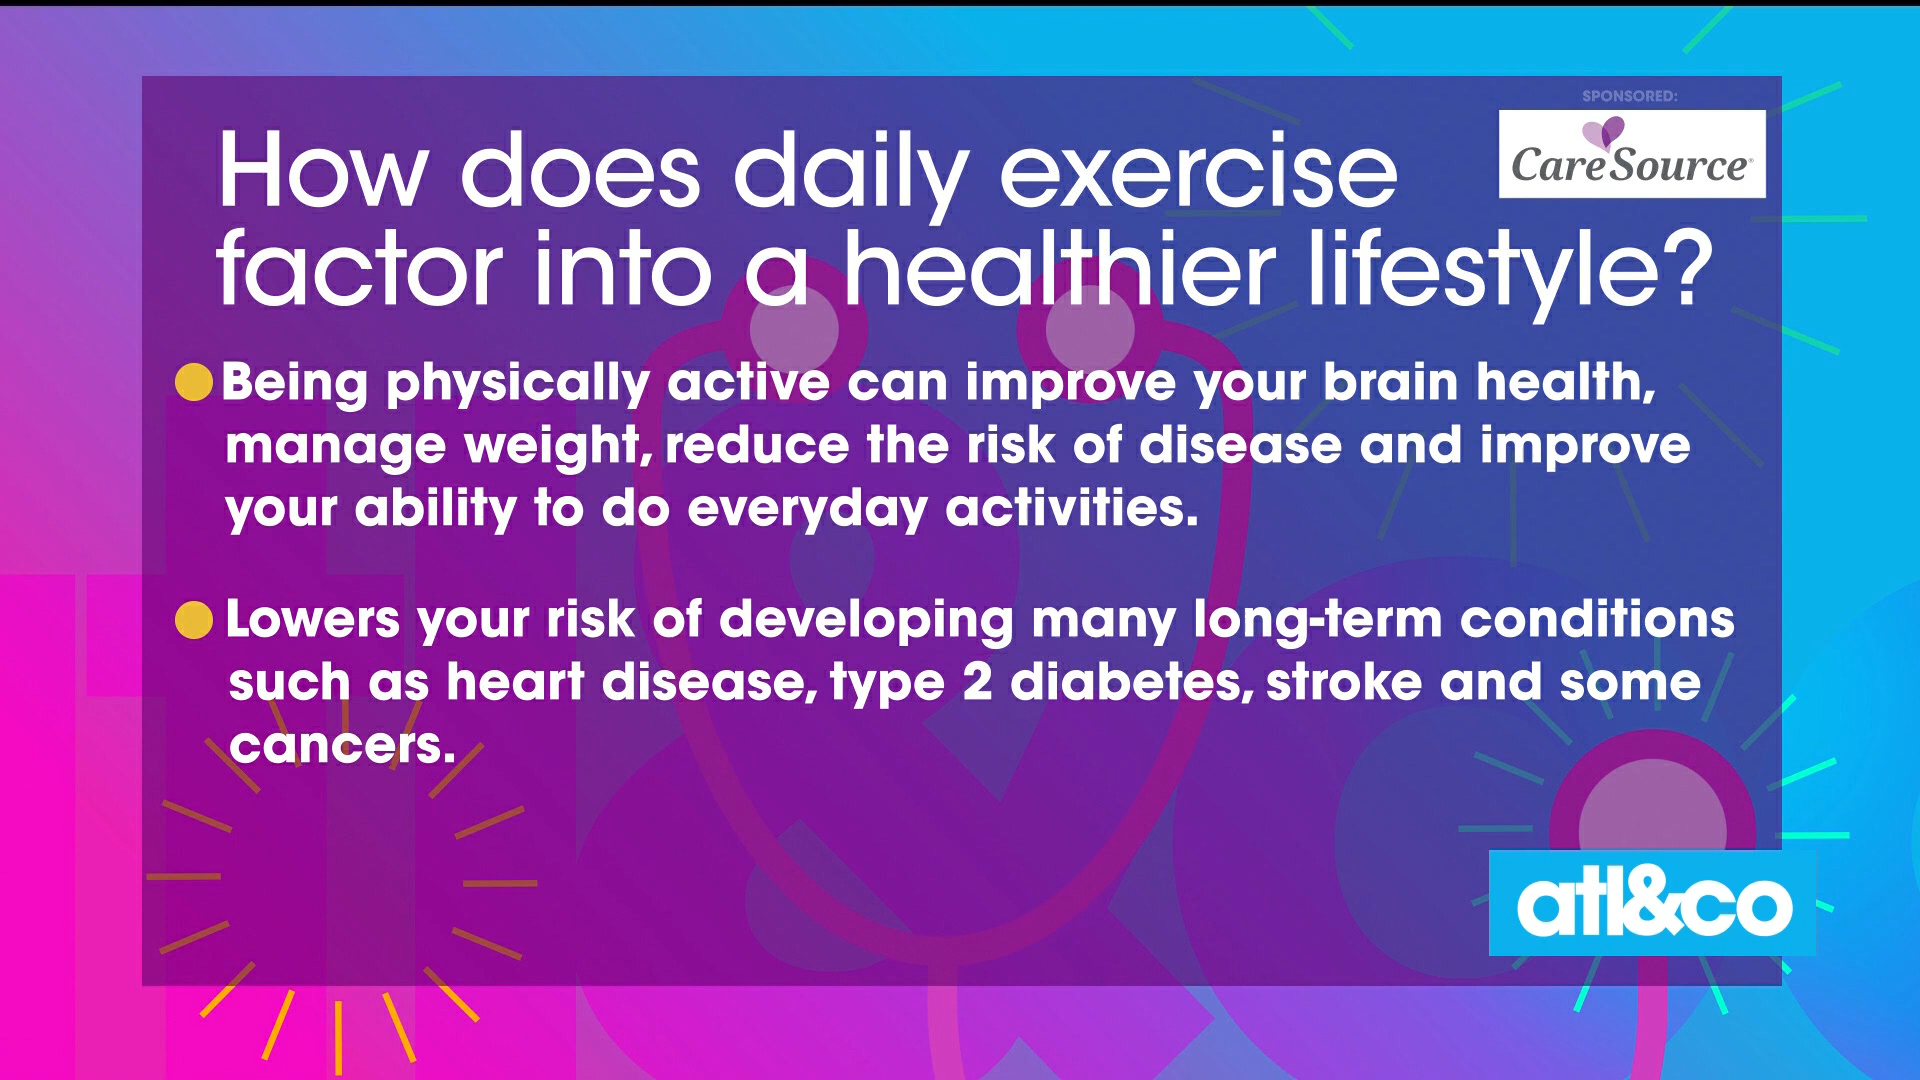 SPONSORED:
CareSource
How does daily exercise
factor into a healthier lifestyle?
Being physically active can improve your brain health,
manage weight, reduce the risk of disease and improve
your ability to do everyday activities.
Lowers your risk of developing many long-term conditions
such as heart disease, type 2 diabetes, stroke and some
cancers.
atl&co